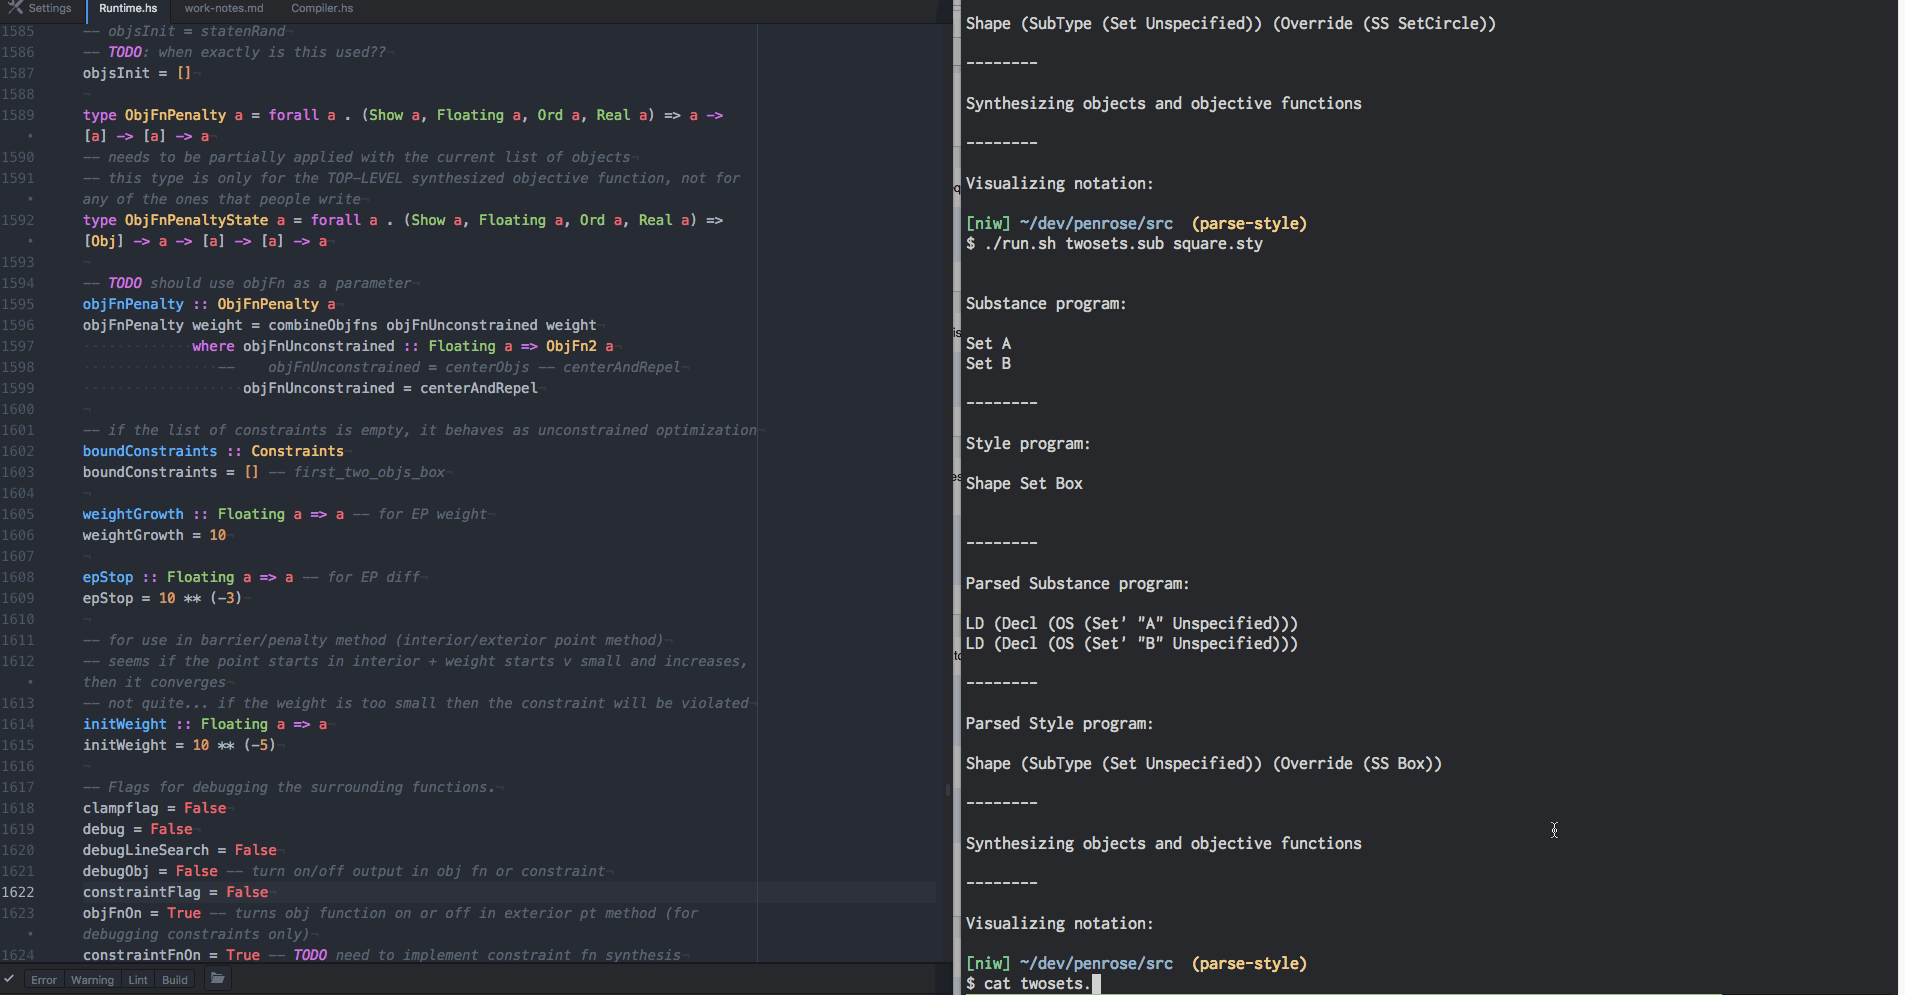 Settings
Runtime.hs
work-notes.md
Compiler.hs
1585 -- objsInit = statenRand¬
1586 -- TODO: when exactly is this used??¬
1587 objsInit = []¬
1588 ¬
1589 type ObjFnPenalty a = forall a . (Show a, Floating a, Ord a, Real a) => a ->
• [a] -> [a] -> a¬
1590 -- needs to be partially applied with the current list of objects¬
1591 -- this type is only for the TOP-LEVEL synthesized objective function, not for
• any of the ones that people write¬
1592 type ObjFnPenaltyState a = forall a . (Show a, Floating a, Ord a, Real a) =>
• [Obj] -> a -> [a] -> [a] -> a¬
1593 ¬
1594 -- TODO should use objFn as a parameter¬
1595 objFnPenalty :: ObjFnPenalty a¬
1596 objFnPenalty weight = combineObjfns objFnUnconstrained weight¬
1597 where objFnUnconstrained :: Floating a => ObjFn2 a¬
1598 -- objFnUnconstrained = centerObjs -- centerAndRepel¬
1599 objFnUnconstrained = centerAndRepel¬
1600 ¬
1601 -- if the list of constraints is empty, it behaves as unconstrained optimization¬
1602 boundConstraints :: Constraints¬
1603 boundConstraints = [] -- first_two_objs_box¬
1604 ¬
1605 weightGrowth :: Floating a => a -- for EP weight¬
1606 weightGrowth = 10¬
1607 ¬
1608 epStop :: Floating a => a -- for EP diff¬
1609 epStop = 10 ** (-3)¬
1610 ¬
1611 -- for use in barrier/penalty method (interior/exterior point method)¬
1612 -- seems if the point starts in interior + weight starts v small and increases,
• then it converges¬
1613 -- not quite... if the weight is too small then the constraint will be violated¬
1614 initWeight :: Floating a => a¬
1615 initWeight = 10 ** (-5)¬
1616 ¬
1617 -- Flags for debugging the surrounding functions.¬
1618 clampflag = False¬
1619 debug = False¬
1620 debugLineSearch = False¬
1621 debugObj = False -- turn on/off output in obj fn or constraint¬
1622 constraintFlag = False¬
1623 objFnOn = True -- turns obj function on or off in exterior pt method (for
• debugging constraints only)¬
1624 constraintFnOn = True -- TODO need to implement constraint fn synthesis¬
Error
Warning
Lint
Build
Shape (SubType (Set Unspecified)) (Override (SS SetCircle))
--------
Synthesizing objects and objective functions
--------
Visualizing notation:
[niw] ~/dev/penrose/src (parse-style)
$ ./run.sh twosets.sub square.sty
Substance program:
Set A
Set B
--------
Style program:
Shape Set Box
--------
Parsed Substance program:
LD (Decl (OS (Set' "A" Unspecified)))
LD (Decl (OS (Set' "B" Unspecified)))
--------
Parsed Style program:
Shape (SubType (Set Unspecified)) (Override (SS Box))
--------
Synthesizing objects and objective functions
--------
Visualizing notation:
[niw] ~/dev/penrose/src (parse-style)
$ cat twosets.